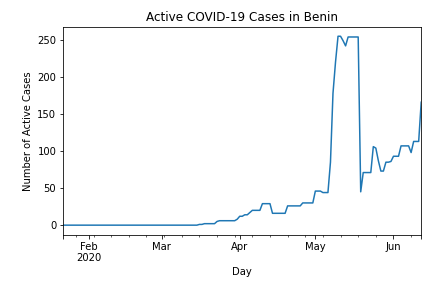 Active COVID-19 Cases in Benin
Number of Active Cases
250
200
150
100
50
0
Feb
2020
Mar
Apr
May
Jun
Day